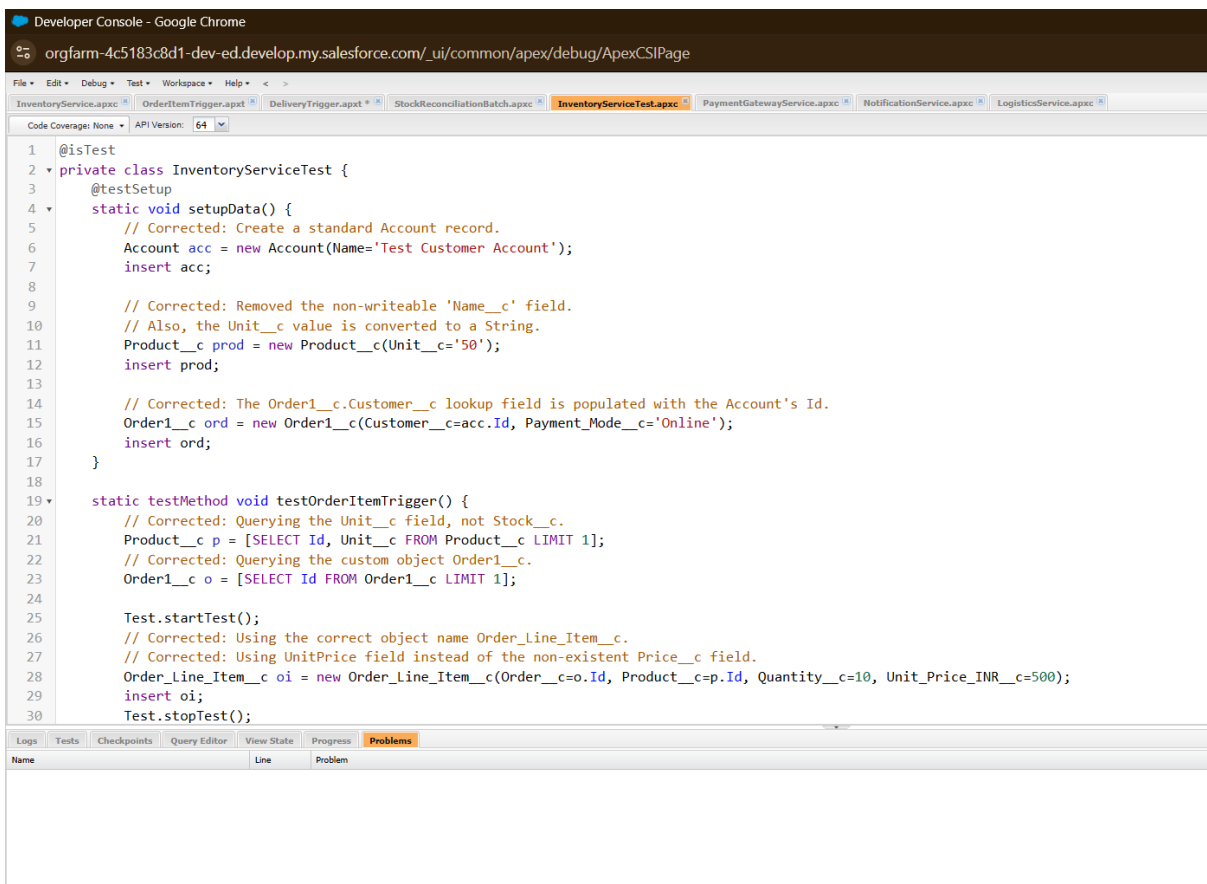 Developer Console - Google Chrome
orgfarm-4c5183c8d1-dev-ed.develop.my.salesforce.com/_ui/common/apex/debug/ApexCSIPage
File Edit Debug Test Workspace Help < >
InventoryService.apxc OrderItemTrigger.apxt DeliveryTrigger.apxt * StockReconciliationBatch.apxc InventoryServiceTest.apxc PaymentGatewayService.apxc NotificationService.apxc LogisticsService.apxc
Code Coverage: None API Version: 64
1 @isTest
2 private class InventoryServiceTest {
3 @testSetup
4 static void setupData() {
5 // Corrected: Create a standard Account record.
6 Account acc = new Account(Name='Test Customer Account');
7 insert acc;
8
9 // Corrected: Removed the non-writeable 'Name__c' field.
10 // Also, the Unit__c value is converted to a String.
11 Product__c prod = new Product__c(Unit__c='50');
12 insert prod;
13
14 // Corrected: The Order1__c.Customer__c lookup field is populated with the Account's Id.
15 Order1__c ord = new Order1__c(Customer__c=acc.Id, Payment_Mode__c='Online');
16 insert ord;
17 }
18
19 static testMethod void testOrderItemTrigger() {
20 // Corrected: Querying the Unit__c field, not Stock__c.
21 Product__c p = [SELECT Id, Unit__c FROM Product__c LIMIT 1];
22 // Corrected: Querying the custom object Order1__c.
23 Order1__c o = [SELECT Id FROM Order1__c LIMIT 1];
24
25 Test.startTest();
26 // Corrected: Using the correct object name Order_Line_Item__c.
27 // Corrected: Using UnitPrice field instead of the non-existent Price__c field.
28 Order_Line_Item__c oi = new Order_Line_Item__c(Order__c=o.Id, Product__c=p.Id, Quantity__c=10, Unit_Price_INR__c=500);
29 insert oi;
30 Test.stopTest();
Logs Tests Checkpoints Query Editor View State Progress Problems
Name Line Problem